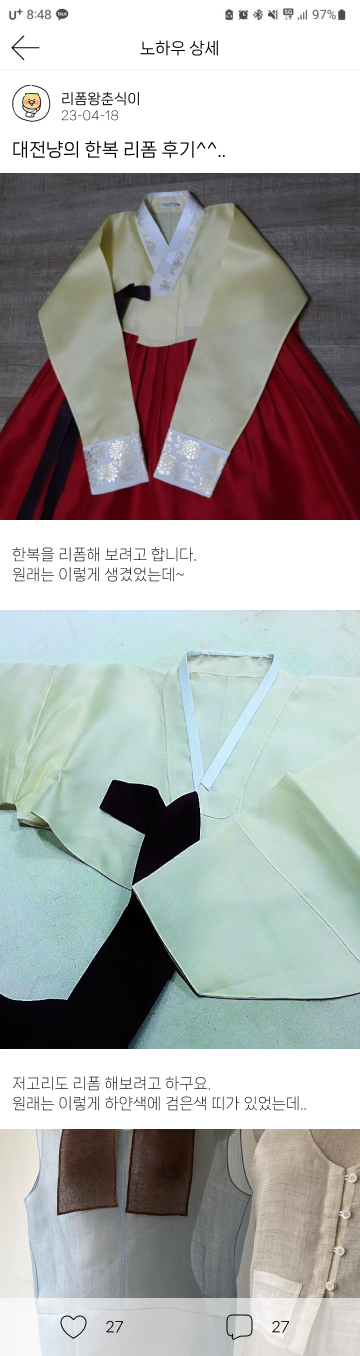 U+ 8:48 TALK 5G 97%
노하우 상세
리폼왕춘식이
23-04-18
대전냥의 한복 리폼 후기^^..
한복을 리폼해 보려고 합니다.
원래는 이렇게 생겼었는데~
저고리도 리폼 해보려고 하구요.
원래는 이렇게 하얀색에 검은색 띠가 있었는데..
27 27